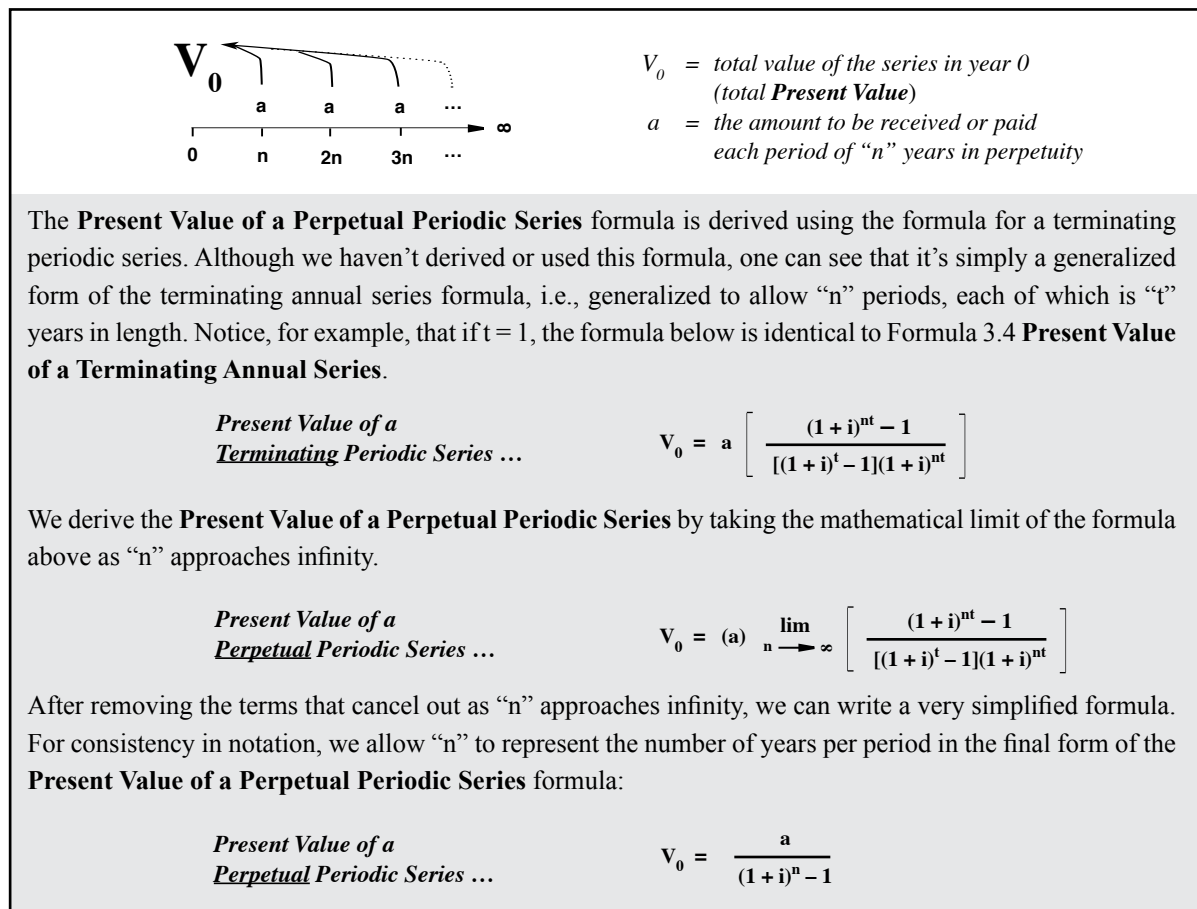 V₀
a a a ...
∞
0 n 2n 3n ...
V₀ = total value of the series in year 0
(total Present Value)
a = the amount to be received or paid
each period of “n” years in perpetuity
The Present Value of a Perpetual Periodic Series formula is derived using the formula for a terminating
periodic series. Although we haven’t derived or used this formula, one can see that it’s simply a generalized
form of the terminating annual series formula, i.e., generalized to allow “n” periods, each of which is “t”
years in length. Notice, for example, that if t = 1, the formula below is identical to Formula 3.4 Present Value
of a Terminating Annual Series.
Present Value of a
Terminating Periodic Series …
V₀ = a [ (1 + i)^nt – 1 / [(1 + i)^t – 1](1 + i)^nt ]
We derive the Present Value of a Perpetual Periodic Series by taking the mathematical limit of the formula
above as “n” approaches infinity.
Present Value of a
Perpetual Periodic Series …
V₀ = (a) lim n → ∞ [ (1 + i)^nt – 1 / [(1 + i)^t – 1](1 + i)^nt ]
After removing the terms that cancel out as “n” approaches infinity, we can write a very simplified formula.
For consistency in notation, we allow “n” to represent the number of years per period in the final form of the
Present Value of a Perpetual Periodic Series formula:
Present Value of a
Perpetual Periodic Series …
V₀ = a / (1 + i)^n – 1